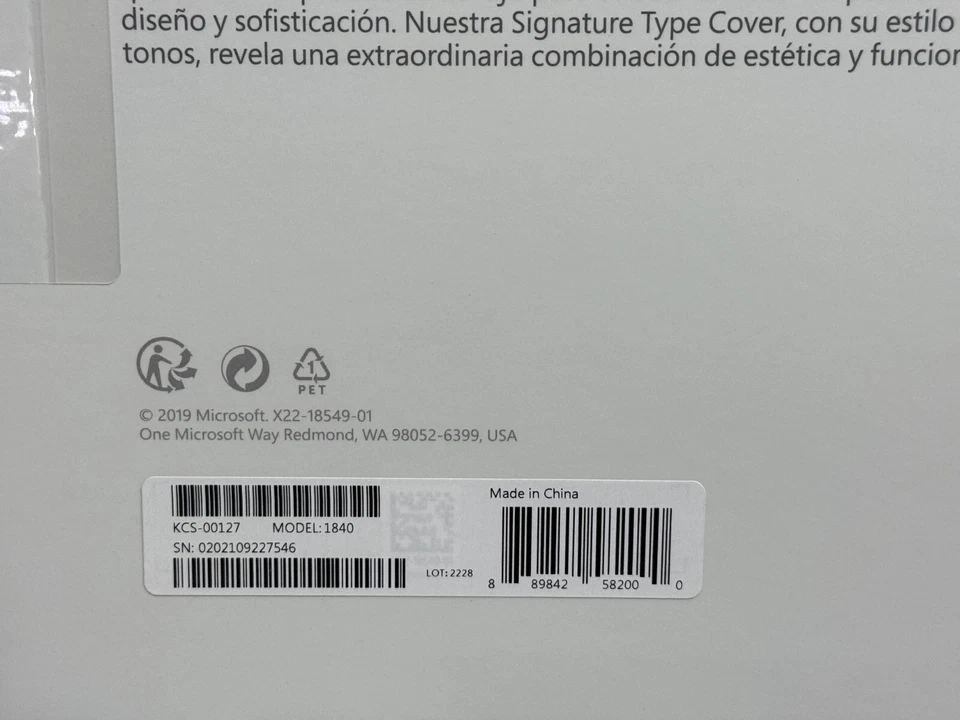 diseño y sofisticación. Nuestra Signature Type Cover, con su estilo
tonos, revela una extraordinaria combinación de estética y
1
PET
© 2019 Microsoft. X22-18549-01
One Microsoft Way Redmond, WA 98052-6399, USA
KCS-00127 MODEL:1840
SN: 0202109227546
LOT:2228
Made in China
8 89842 58200 0